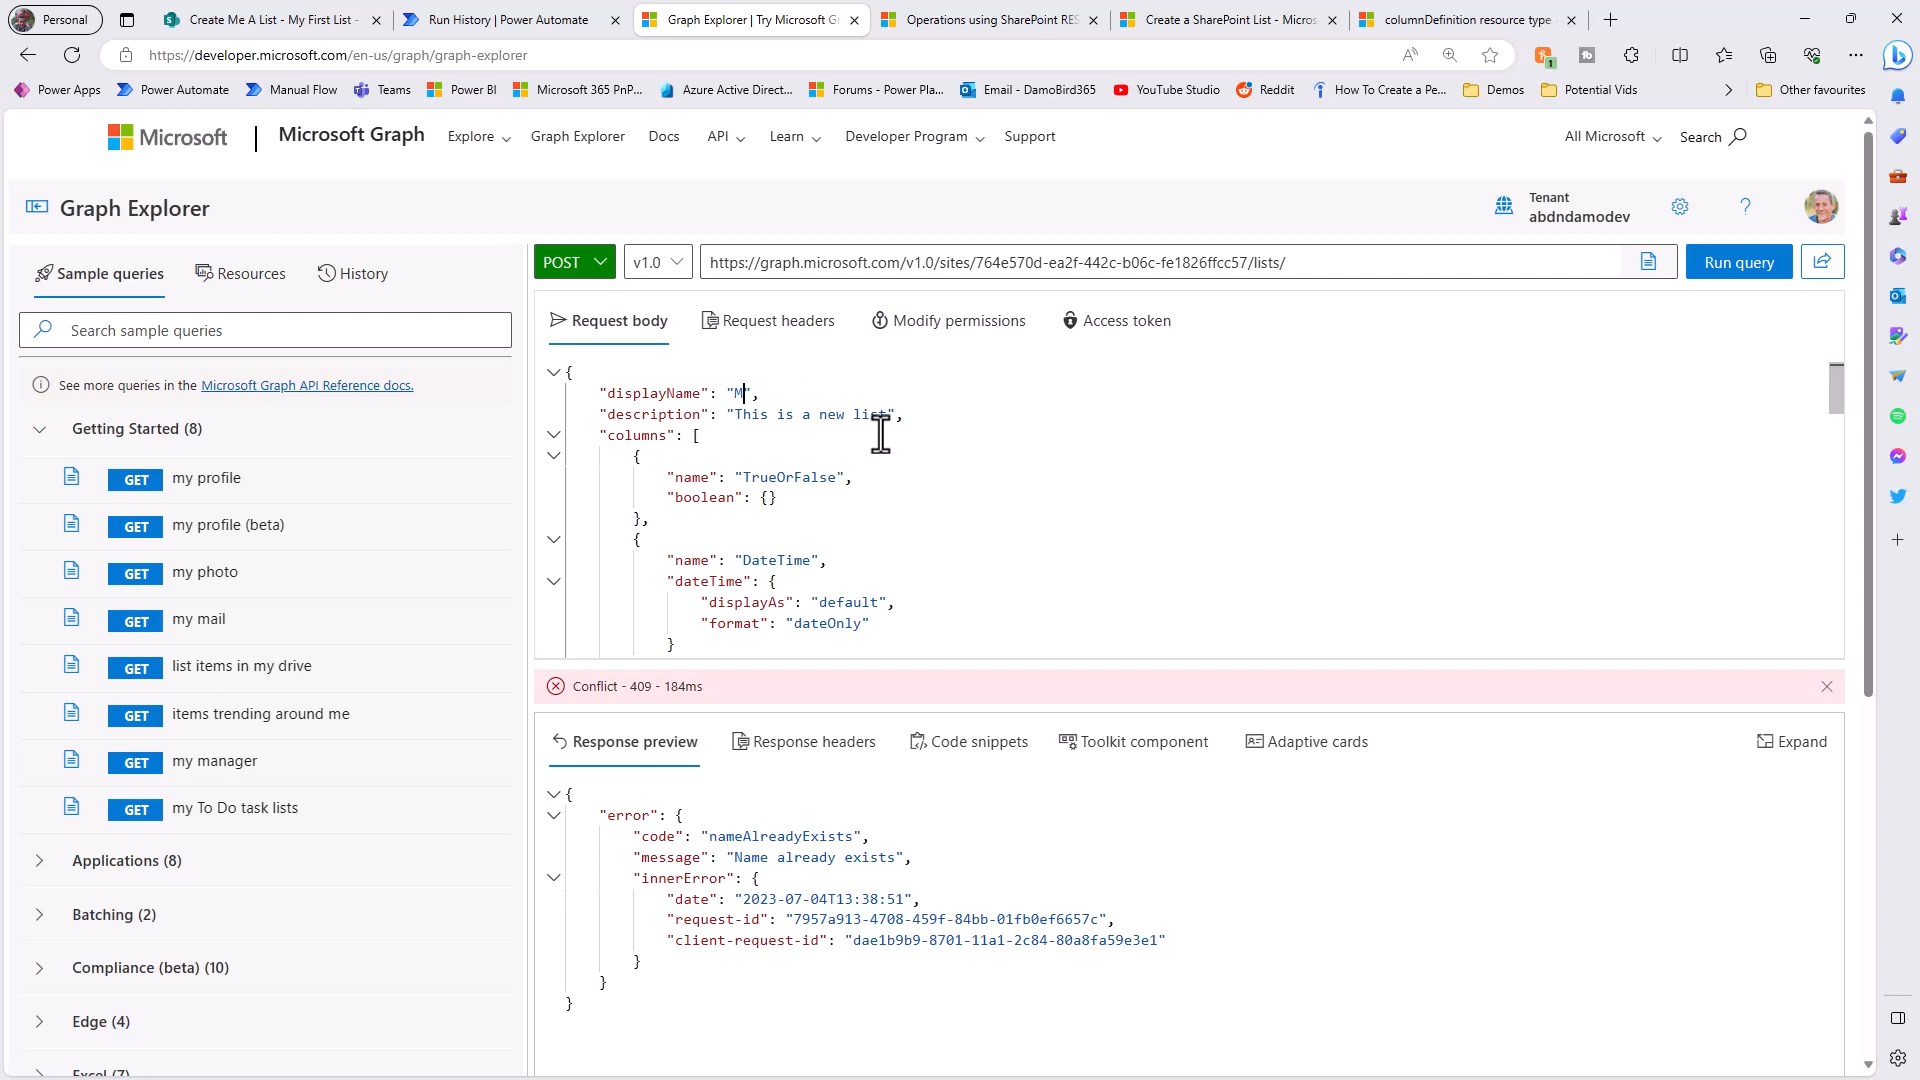 Personal
Create Me A List - My First List -
Run History | Power Automate
Graph Explorer | Try Microsoft Gr
Operations using SharePoint RES
Create a SharePoint List - Micros
columnDefinition resource type
https://developer.microsoft.com/en-us/graph/graph-explorer
Power Apps
Power Automate
Manual Flow
Teams
Power BI
Microsoft 365 PnP...
Azure Active Direct...
Forums - Power Pla...
Email - DamoBird365
YouTube Studio
Reddit
How To Create a Pe...
Demos
Potential Vids
Other favourites
Microsoft
Microsoft Graph
Explore
Graph Explorer
Docs
API
Learn
Developer Program
Support
All Microsoft
Search
Graph Explorer
Tenant
abdndamodev
Sample queries
Resources
History
Search sample queries
See more queries in the Microsoft Graph API Reference docs.
Getting Started (8)
GET my profile
GET my profile (beta)
GET my photo
GET my mail
GET list items in my drive
GET items trending around me
GET my manager
GET my To Do task lists
Applications (8)
Batching (2)
Compliance (beta) (10)
Edge (4)
Excel (7)
POST
v1.0
https://graph.microsoft.com/v1.0/sites/764e570d-ea2f-442c-b06c-fe1826ffcc57/lists/
Run query
Request body
Request headers
Modify permissions
Access token
{
"displayName": "M",
"description": "This is a new list",
"columns": [
{
"name": "TrueOrFalse",
"boolean": {}
},
{
"name": "DateTime",
"dateTime": {
"displayAs": "default",
"format": "dateOnly"
}
Conflict - 409 - 184ms
Response preview
Response headers
Code snippets
Toolkit component
Adaptive cards
Expand
{
"error": {
"code": "nameAlreadyExists",
"message": "Name already exists",
"innerError": {
"date": "2023-07-04T13:38:51",
"request-id": "7957a913-4708-459f-84bb-01fb0ef6657c",
"client-request-id": "dae1b9b9-8701-11a1-2c84-80a8fa59e3e1"
}
}
}